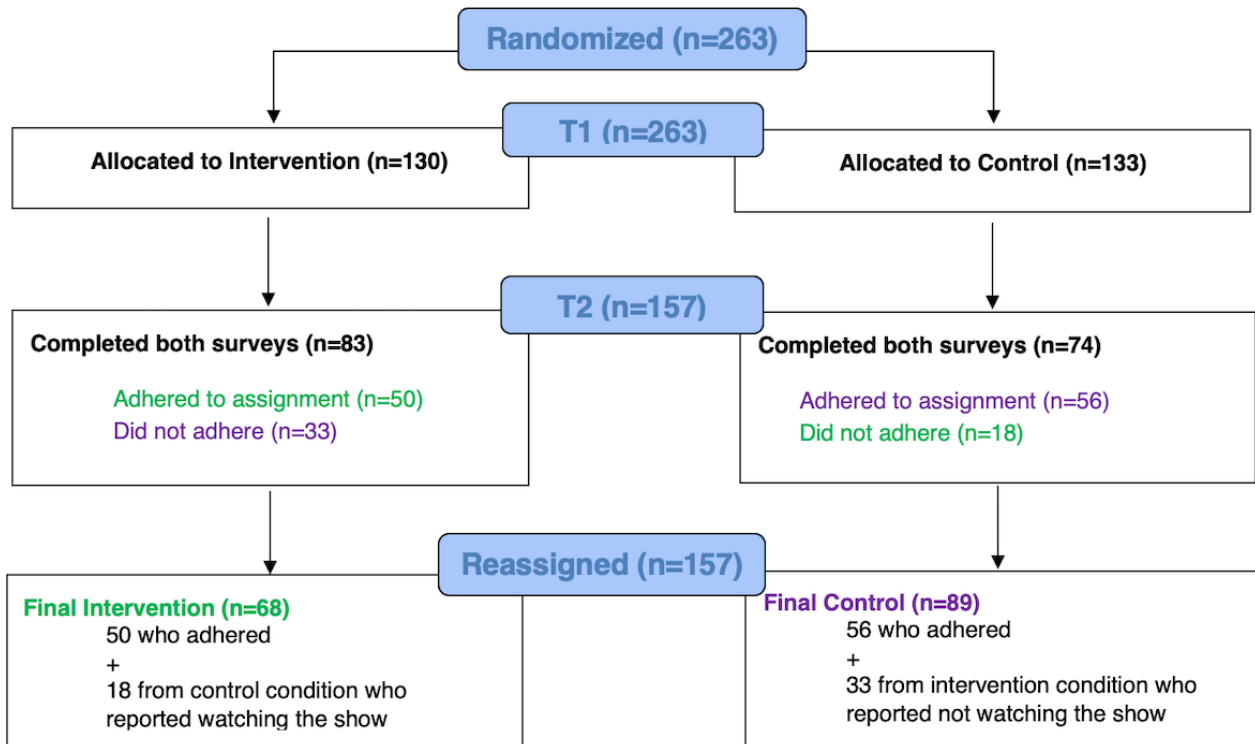 Randomized (n=263)
T1 (n=263)
Allocated to Intervention (n=130)
Allocated to Control (n=133)
T2 (n=157)
Completed both surveys (n=83)
Adhered to assignment (n=50)
Did not adhere (n=33)
Completed both surveys (n=74)
Adhered to assignment (n=56)
Did not adhere (n=18)
Reassigned (n=157)
Final Intervention (n=68)
50 who adhered
+
18 from control condition who
reported watching the show
Final Control (n=89)
56 who adhered
+
33 from intervention condition who
reported not watching the show